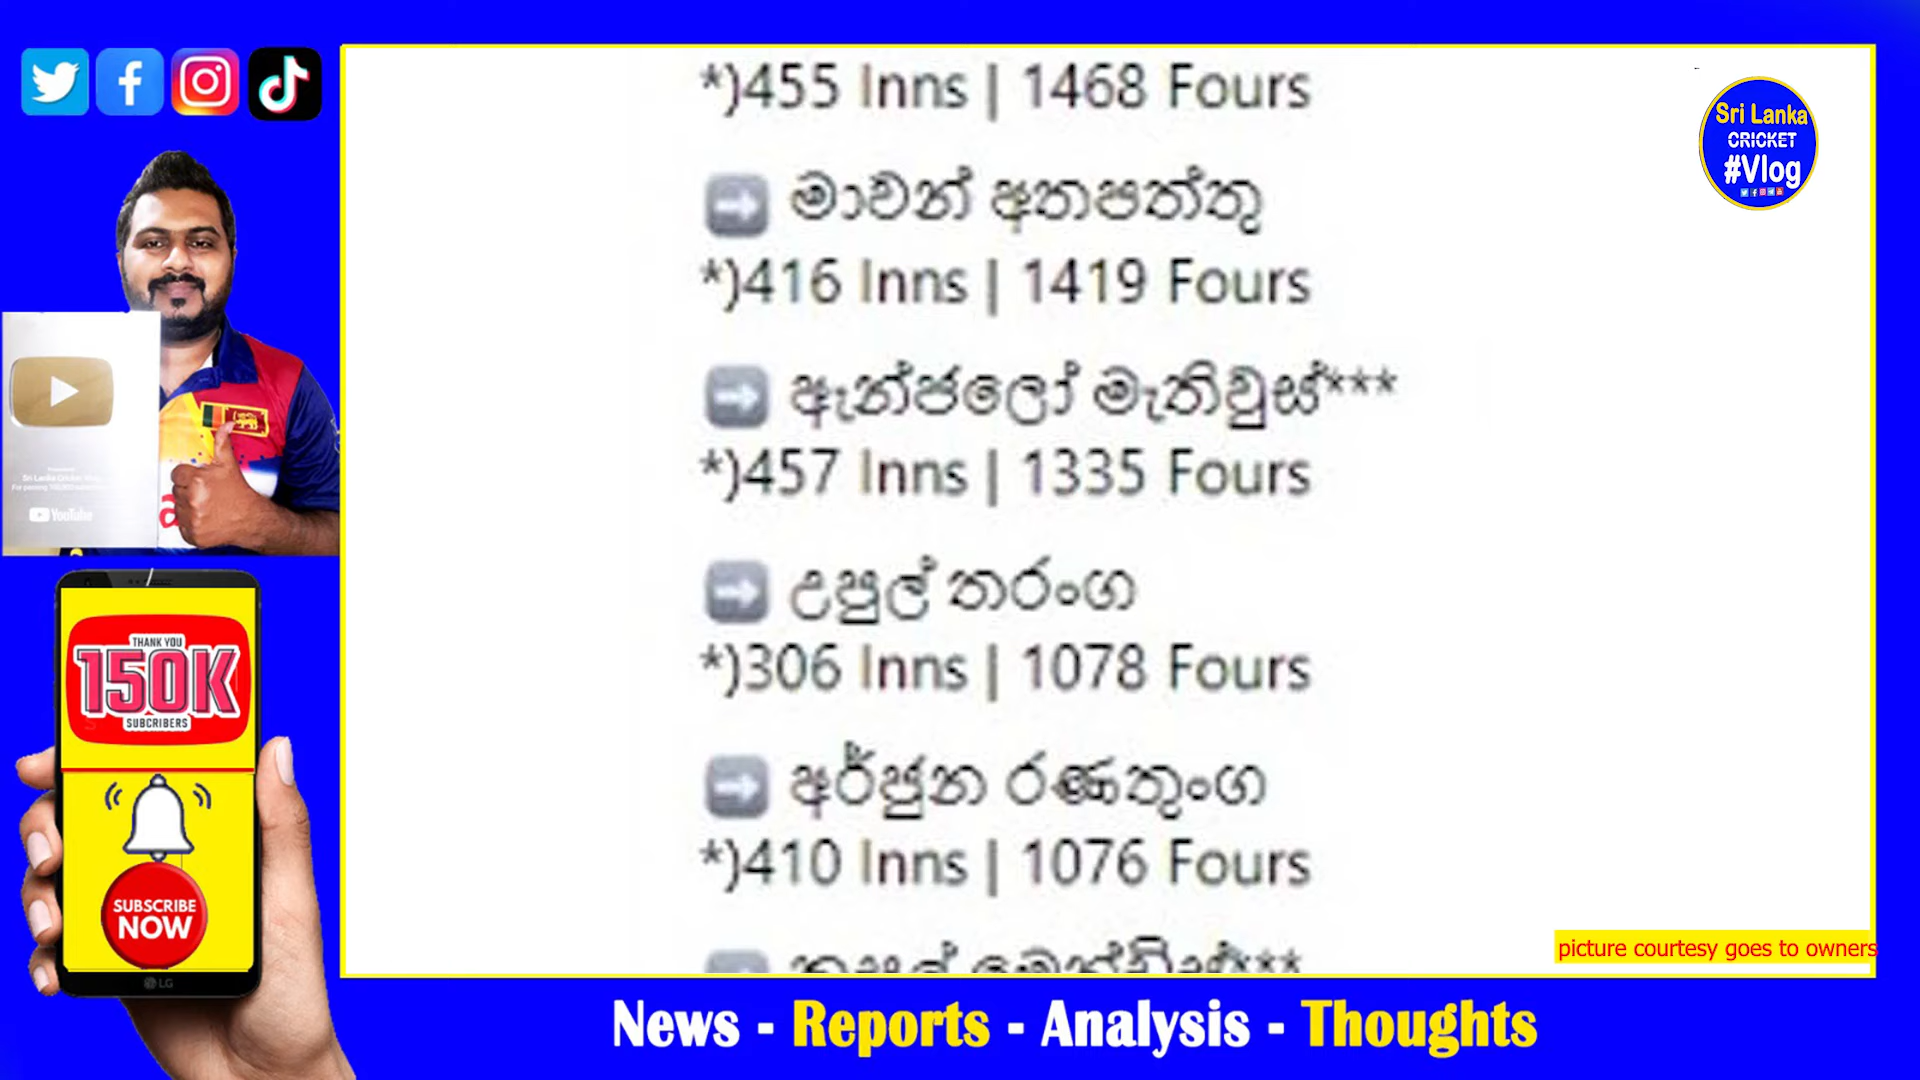 *)455 Inns | 1468 Fours
Sri Lanka
CRICKET
#Vlog
➡ මාවන් අතපත්තු
*)416 Inns | 1419 Fours
➡ ඇන්ජලෝ මැතිවුස්***
*)457 Inns | 1335 Fours
➡ උපුල් තරංග
*)306 Inns | 1078 Fours
➡ අර්ජුන රණතුංග
*)410 Inns | 1076 Fours
YouTube
THANK YOU
150K
SUBCRIBERS
SUBSCRIBE
NOW
LG
picture courtesy goes to owners
News - Reports - Analysis - Thoughts